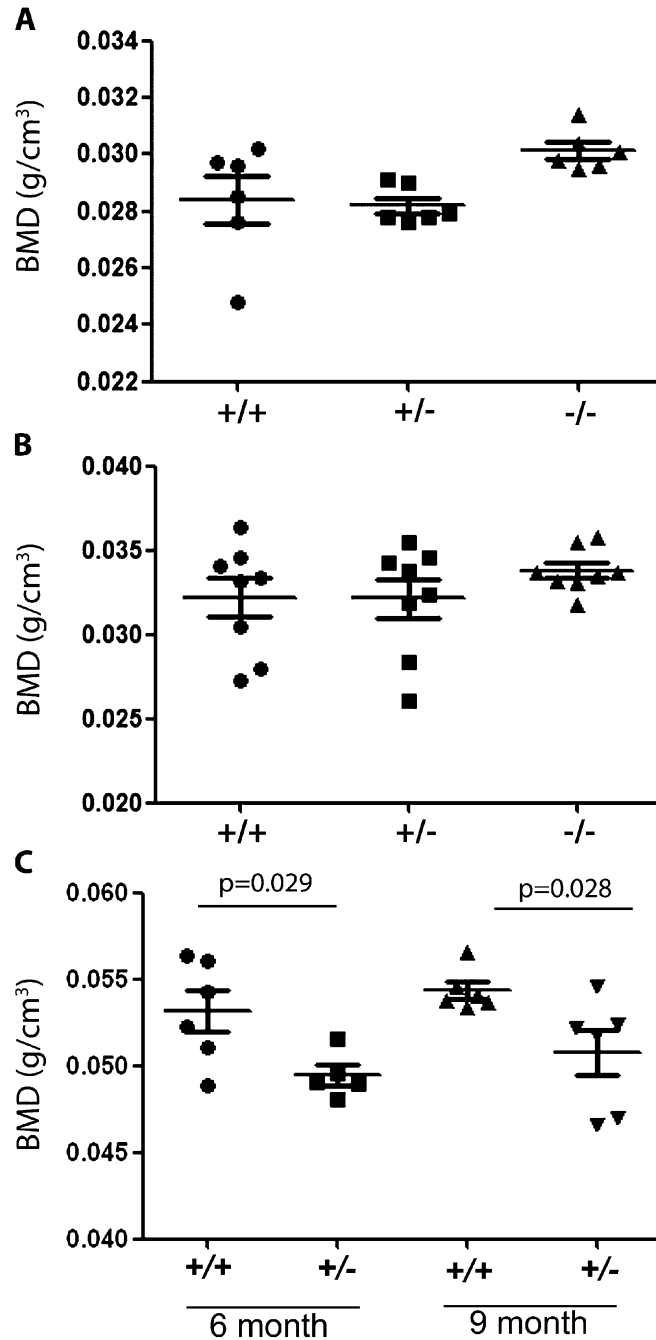 A
BMD (g/cm³)
0.034
0.032
0.030
0.028
0.026
0.024
0.022
+/+ +/- -/-
B
BMD (g/cm³)
0.040
0.035
0.030
0.025
0.020
+/+ +/- -/-
C
BMD (g/cm³)
0.060
0.055
0.050
0.045
0.040
p=0.029 p=0.028
+/+ +/- +/+ +/-
6 month 9 month